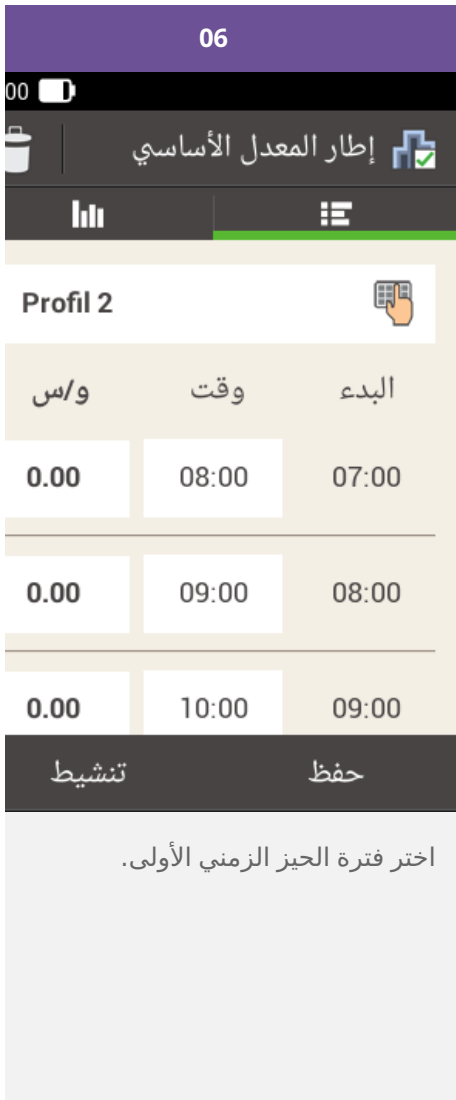 06
00
إطار المعدل الأساسي
Profil 2
البدء وقت و/س
07:00 08:00 0.00
08:00 09:00 0.00
09:00 10:00 0.00
حفظ تنشيط
اختر فترة الحيز الزمني الأولى.